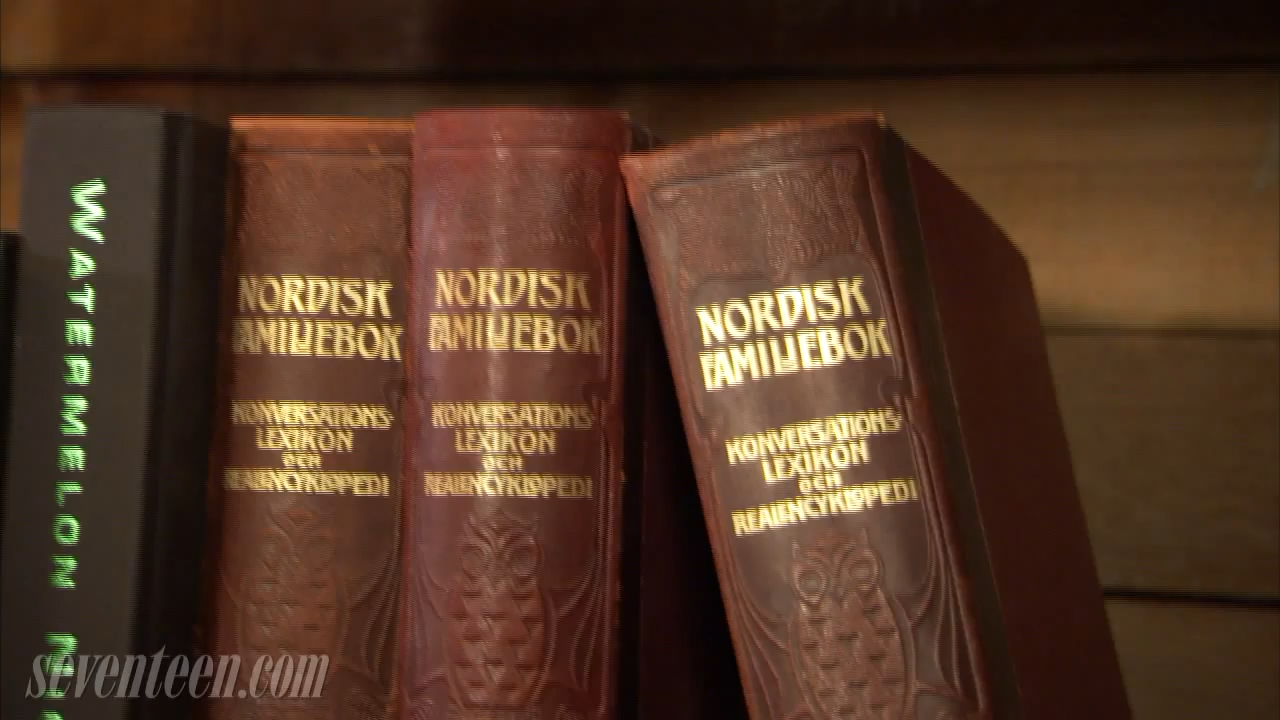 WATERMELON
NORDISK
FAMILJEBOK
KONVERSATIONS-
LEXIKON
OCH
REALENCYKLOPEDI
NORDISK
FAMILJEBOK
KONVERSATIONS-
LEXIKON
OCH
REALENCYKLOPEDI
NORDISK
FAMILJEBOK
KONVERSATIONS-
LEXIKON
OCH
REALENCYKLOPEDI
seventeen.com